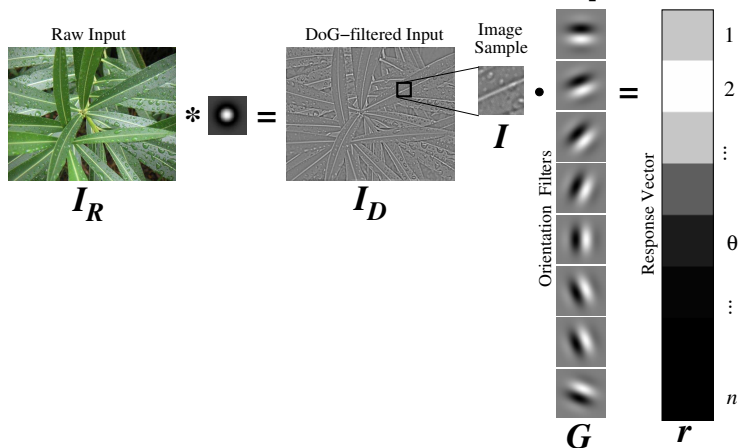 Raw Input
DoG−filtered Input
Image
Sample
* =
• =
I_R
I_D
I
Orientation Filters
G
Response Vector
r
1
2
...
θ
...
n